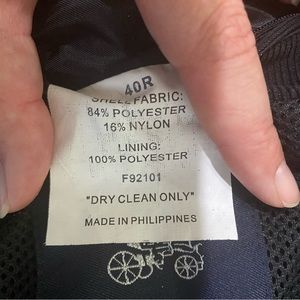 40R
SHELL FABRIC:
84% POLYESTER
16% NYLON
LINING:
100% POLYESTER
F92101
"DRY CLEAN ONLY"
MADE IN PHILIPPINES